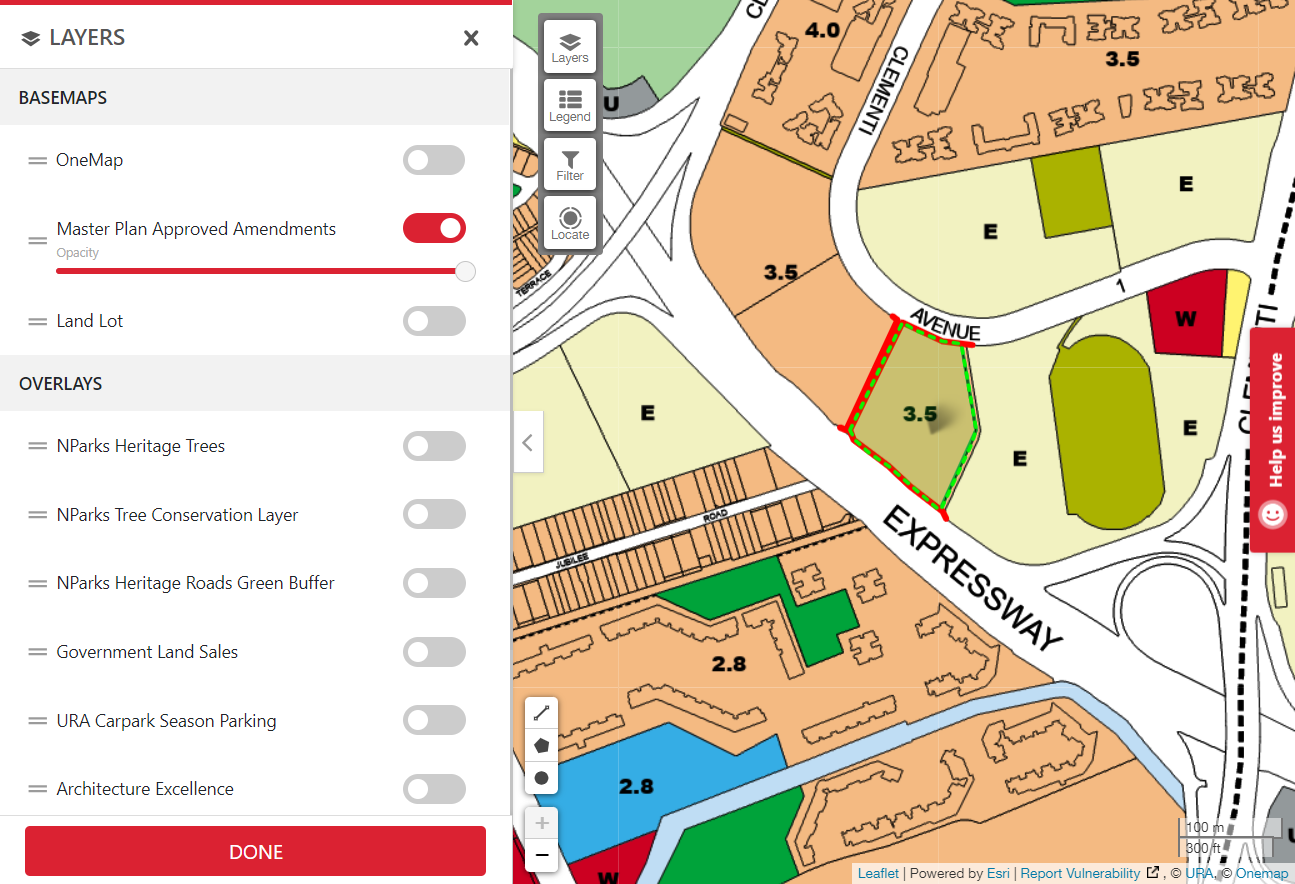 LAYERS
BASEMAPS
OneMap
Master Plan Approved Amendments
Opacity
Land Lot
OVERLAYS
NParks Heritage Trees
NParks Tree Conservation Layer
NParks Heritage Roads Green Buffer
Government Land Sales
URA Carpark Season Parking
Architecture Excellence
DONE
Layers
Legend
Filter
Locate
U
4.0
3.5
CLEMENTI
E
E
3.5
1
TERRACE
AVENUE
W
3.5
E
E
E
Help us improve
EXPRESSWAY
ROAD
JUBILEE
2.8
2.8
W
+
−
100 m
300 ft
Leaflet | Powered by Esri | Report Vulnerability , © URA, © Onemap